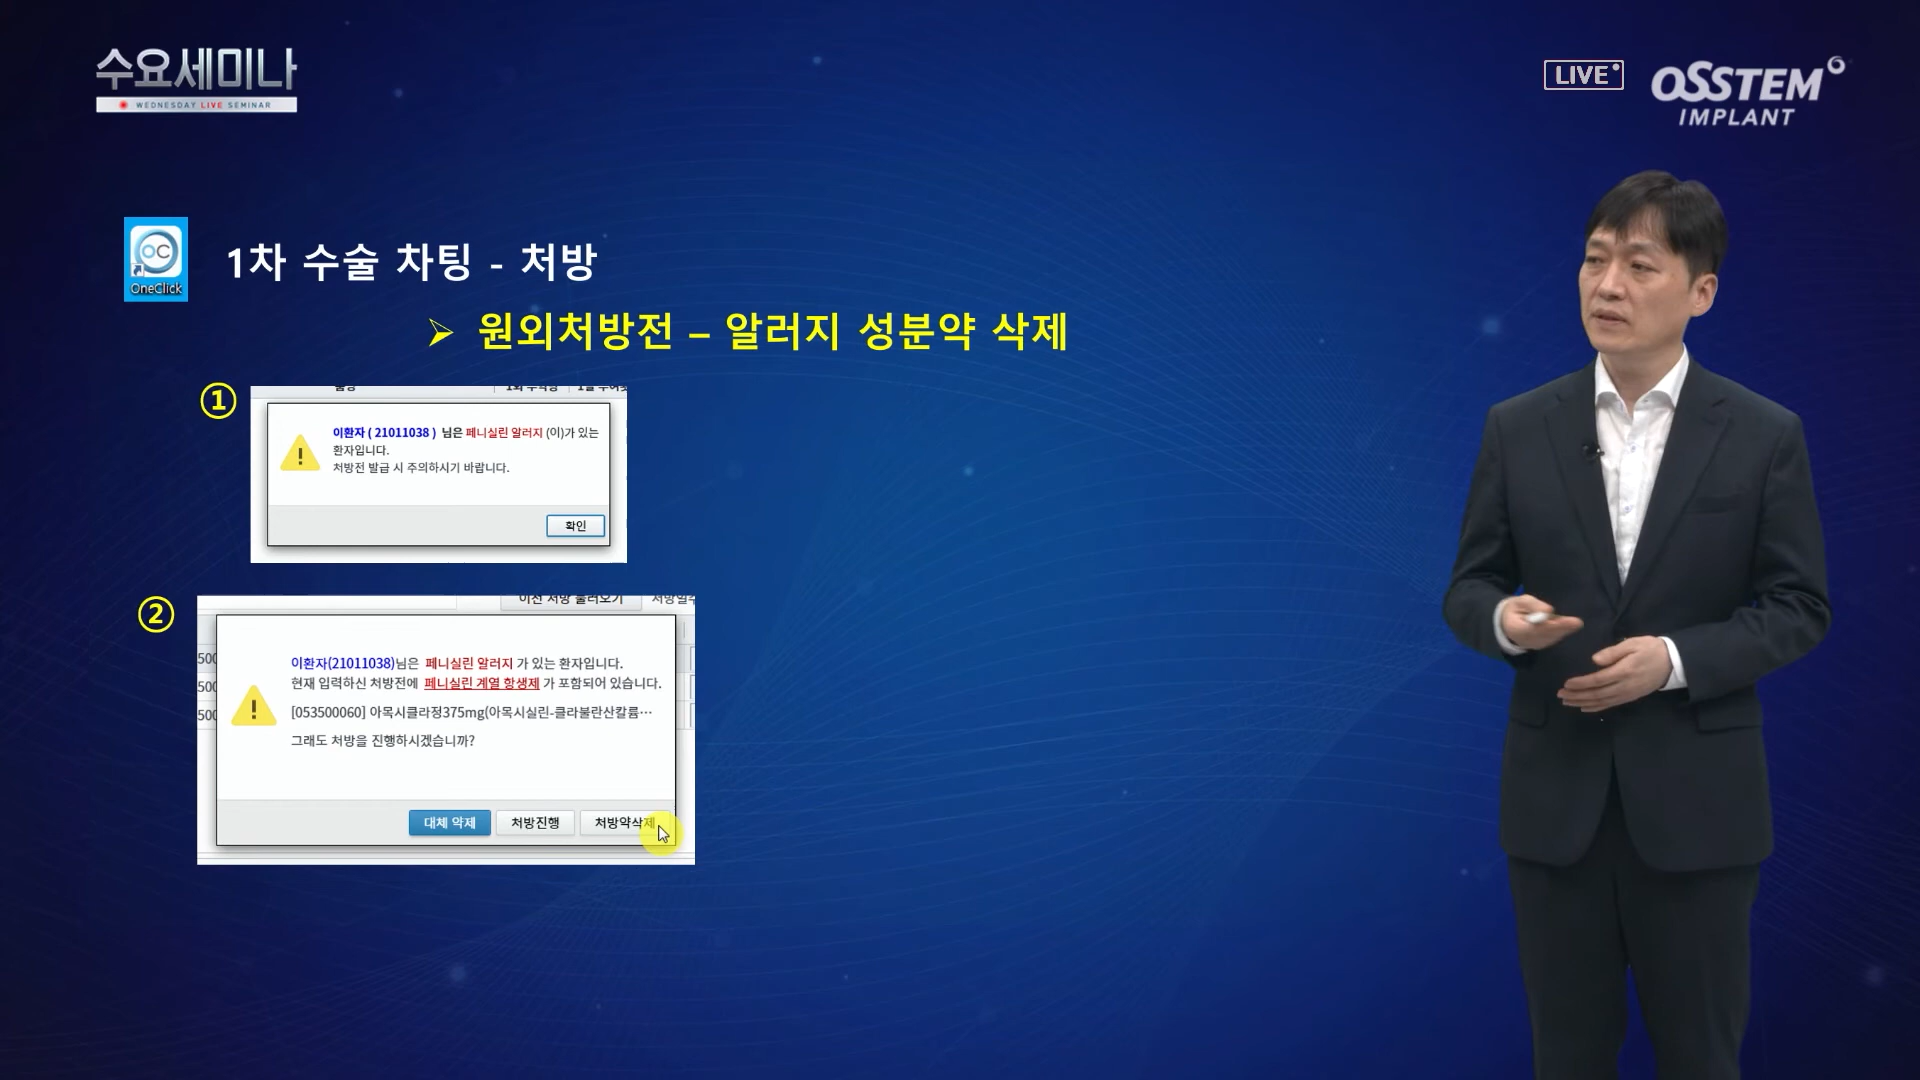 수요세미나
WEDNESDAY LIVE SEMINAR
LIVE
OSSTEM
IMPLANT
OC
OneClick
1차 수술 차팅 - 처방
➢ 원외처방전 – 알러지 성분약 삭제
①
이환자 ( 21011038 ) 님은 페니실린 알러지 (이)가 있는
환자입니다.
처방전 발급 시 주의하시기 바랍니다.
확인
②
이전 처방 불러오기
500
500
500
이환자(21011038)님은 페니실린 알러지 가 있는 환자입니다.
현재 입력하신 처방전에 페니실린 계열 항생제 가 포함되어 있습니다.
[053500060] 아목시클라정375mg(아목시실린-클라불란산칼륨…
그래도 처방을 진행하시겠습니까?
대체 약제 처방진행 처방약삭제